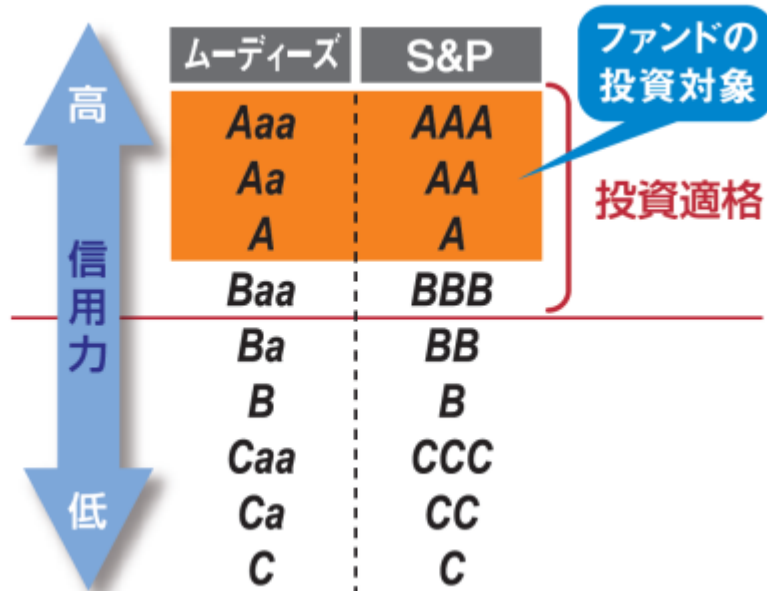 ムーディーズ S&P
ファンドの
投資対象
高
Aaa AAA
Aa AA
A A
投資適格
信用力
Baa BBB
Ba BB
B B
Caa CCC
低
Ca CC
C C